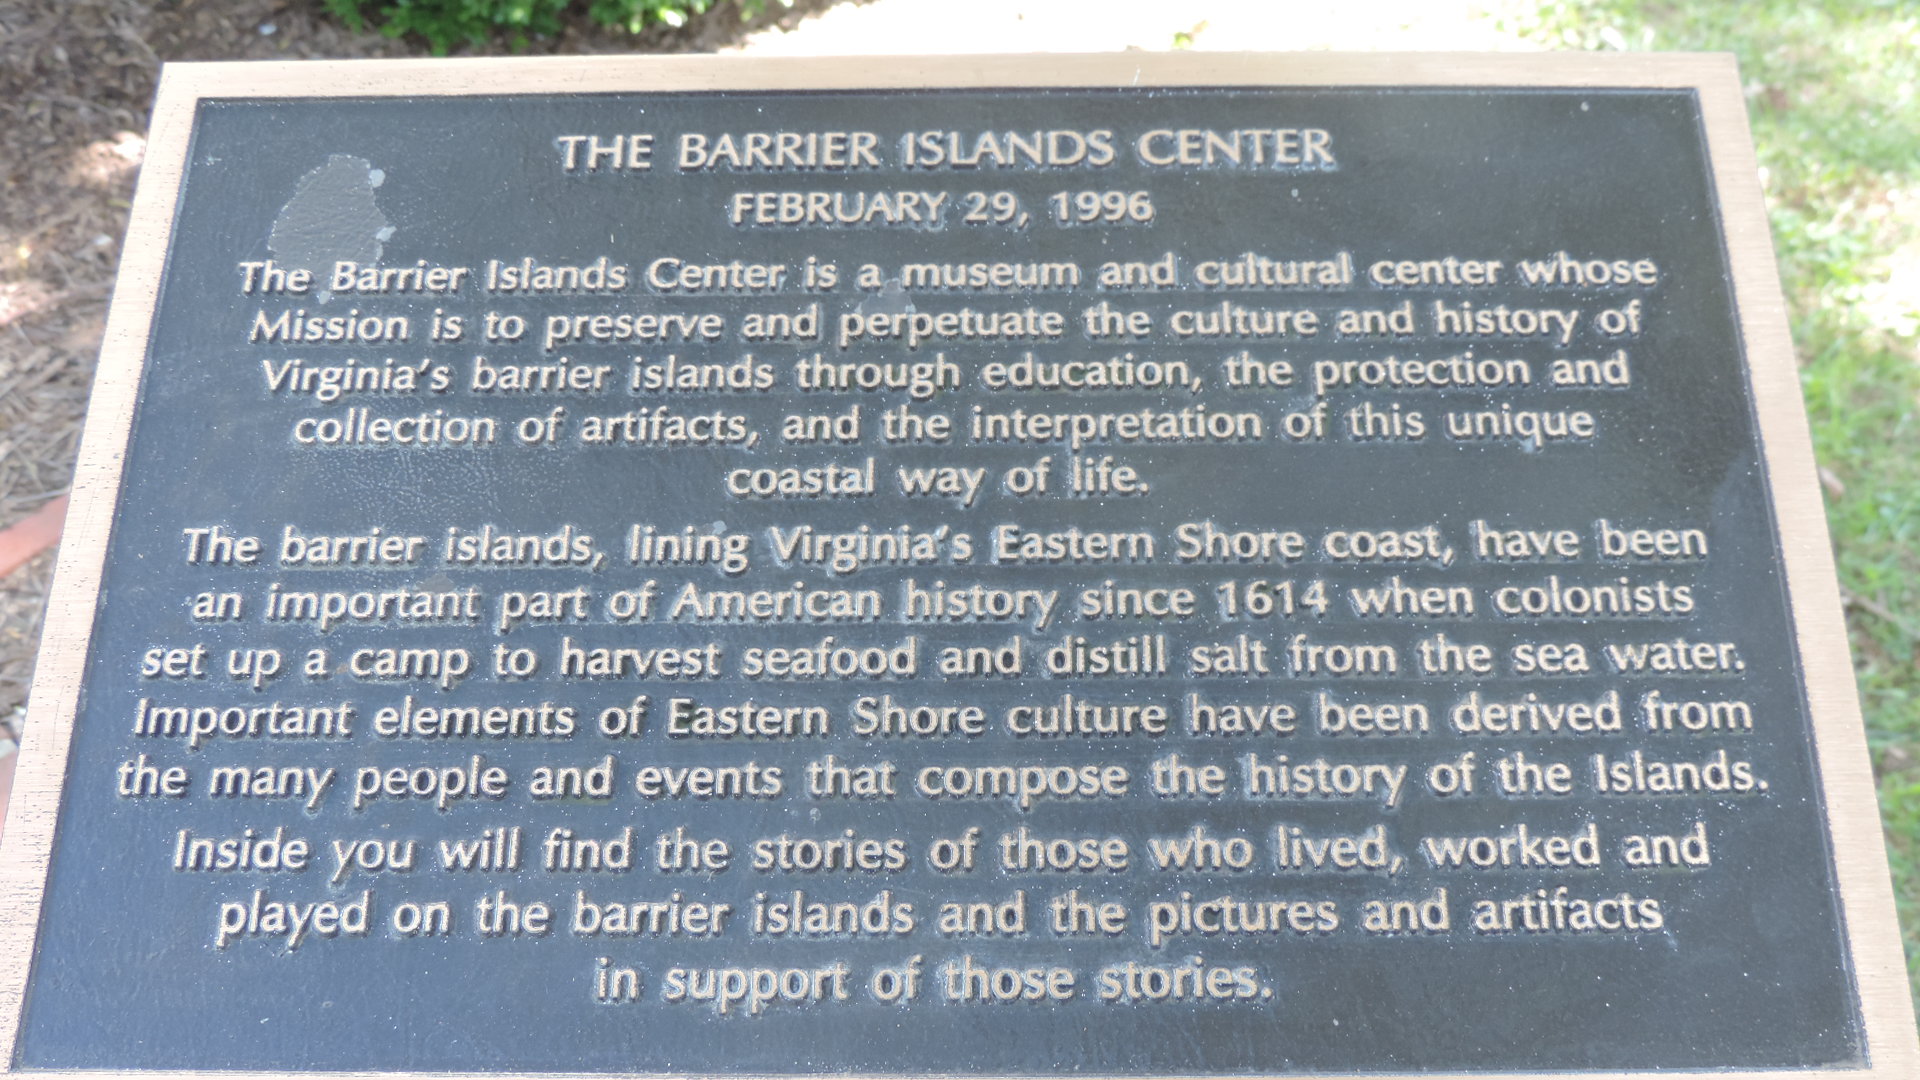 THE BARRIER ISLANDS CENTER
FEBRUARY 29, 1996
The Barrier Islands Center is a museum and cultural center whose
Mission is to preserve and perpetuate the culture and history of
Virginia's barrier islands through education, the protection and
collection of artifacts, and the interpretation of this unique
coastal way of life.
The barrier islands, lining Virginia's Eastern Shore coast, have been
an important part of American history since 1614 when colonists
set up a camp to harvest seafood and distill salt from the sea water.
Important elements of Eastern Shore culture have been derived from
the many people and events that compose the history of the Islands.
Inside you will find the stories of those who lived, worked and
played on the barrier islands and the pictures and artifacts
in support of those stories.